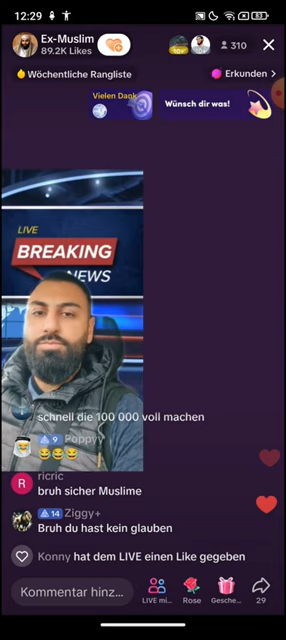 12:29
53
Ex-Muslim
89.2K Likes
310
Wöchentliche Rangliste
Erkunden
Vielen Dank
Wünsch dir was!
LIVE
BREAKING
NEWS
schnell die 100 000 voll machen
9 Poppyy
😂😂😂
R ricric
bruh sicher Muslime
14 Ziggy+
Bruh du hast kein glauben
Konny hat dem LIVE einen Like gegeben
Kommentar hinz...
LIVE mi...
Rose
Gesche...
29